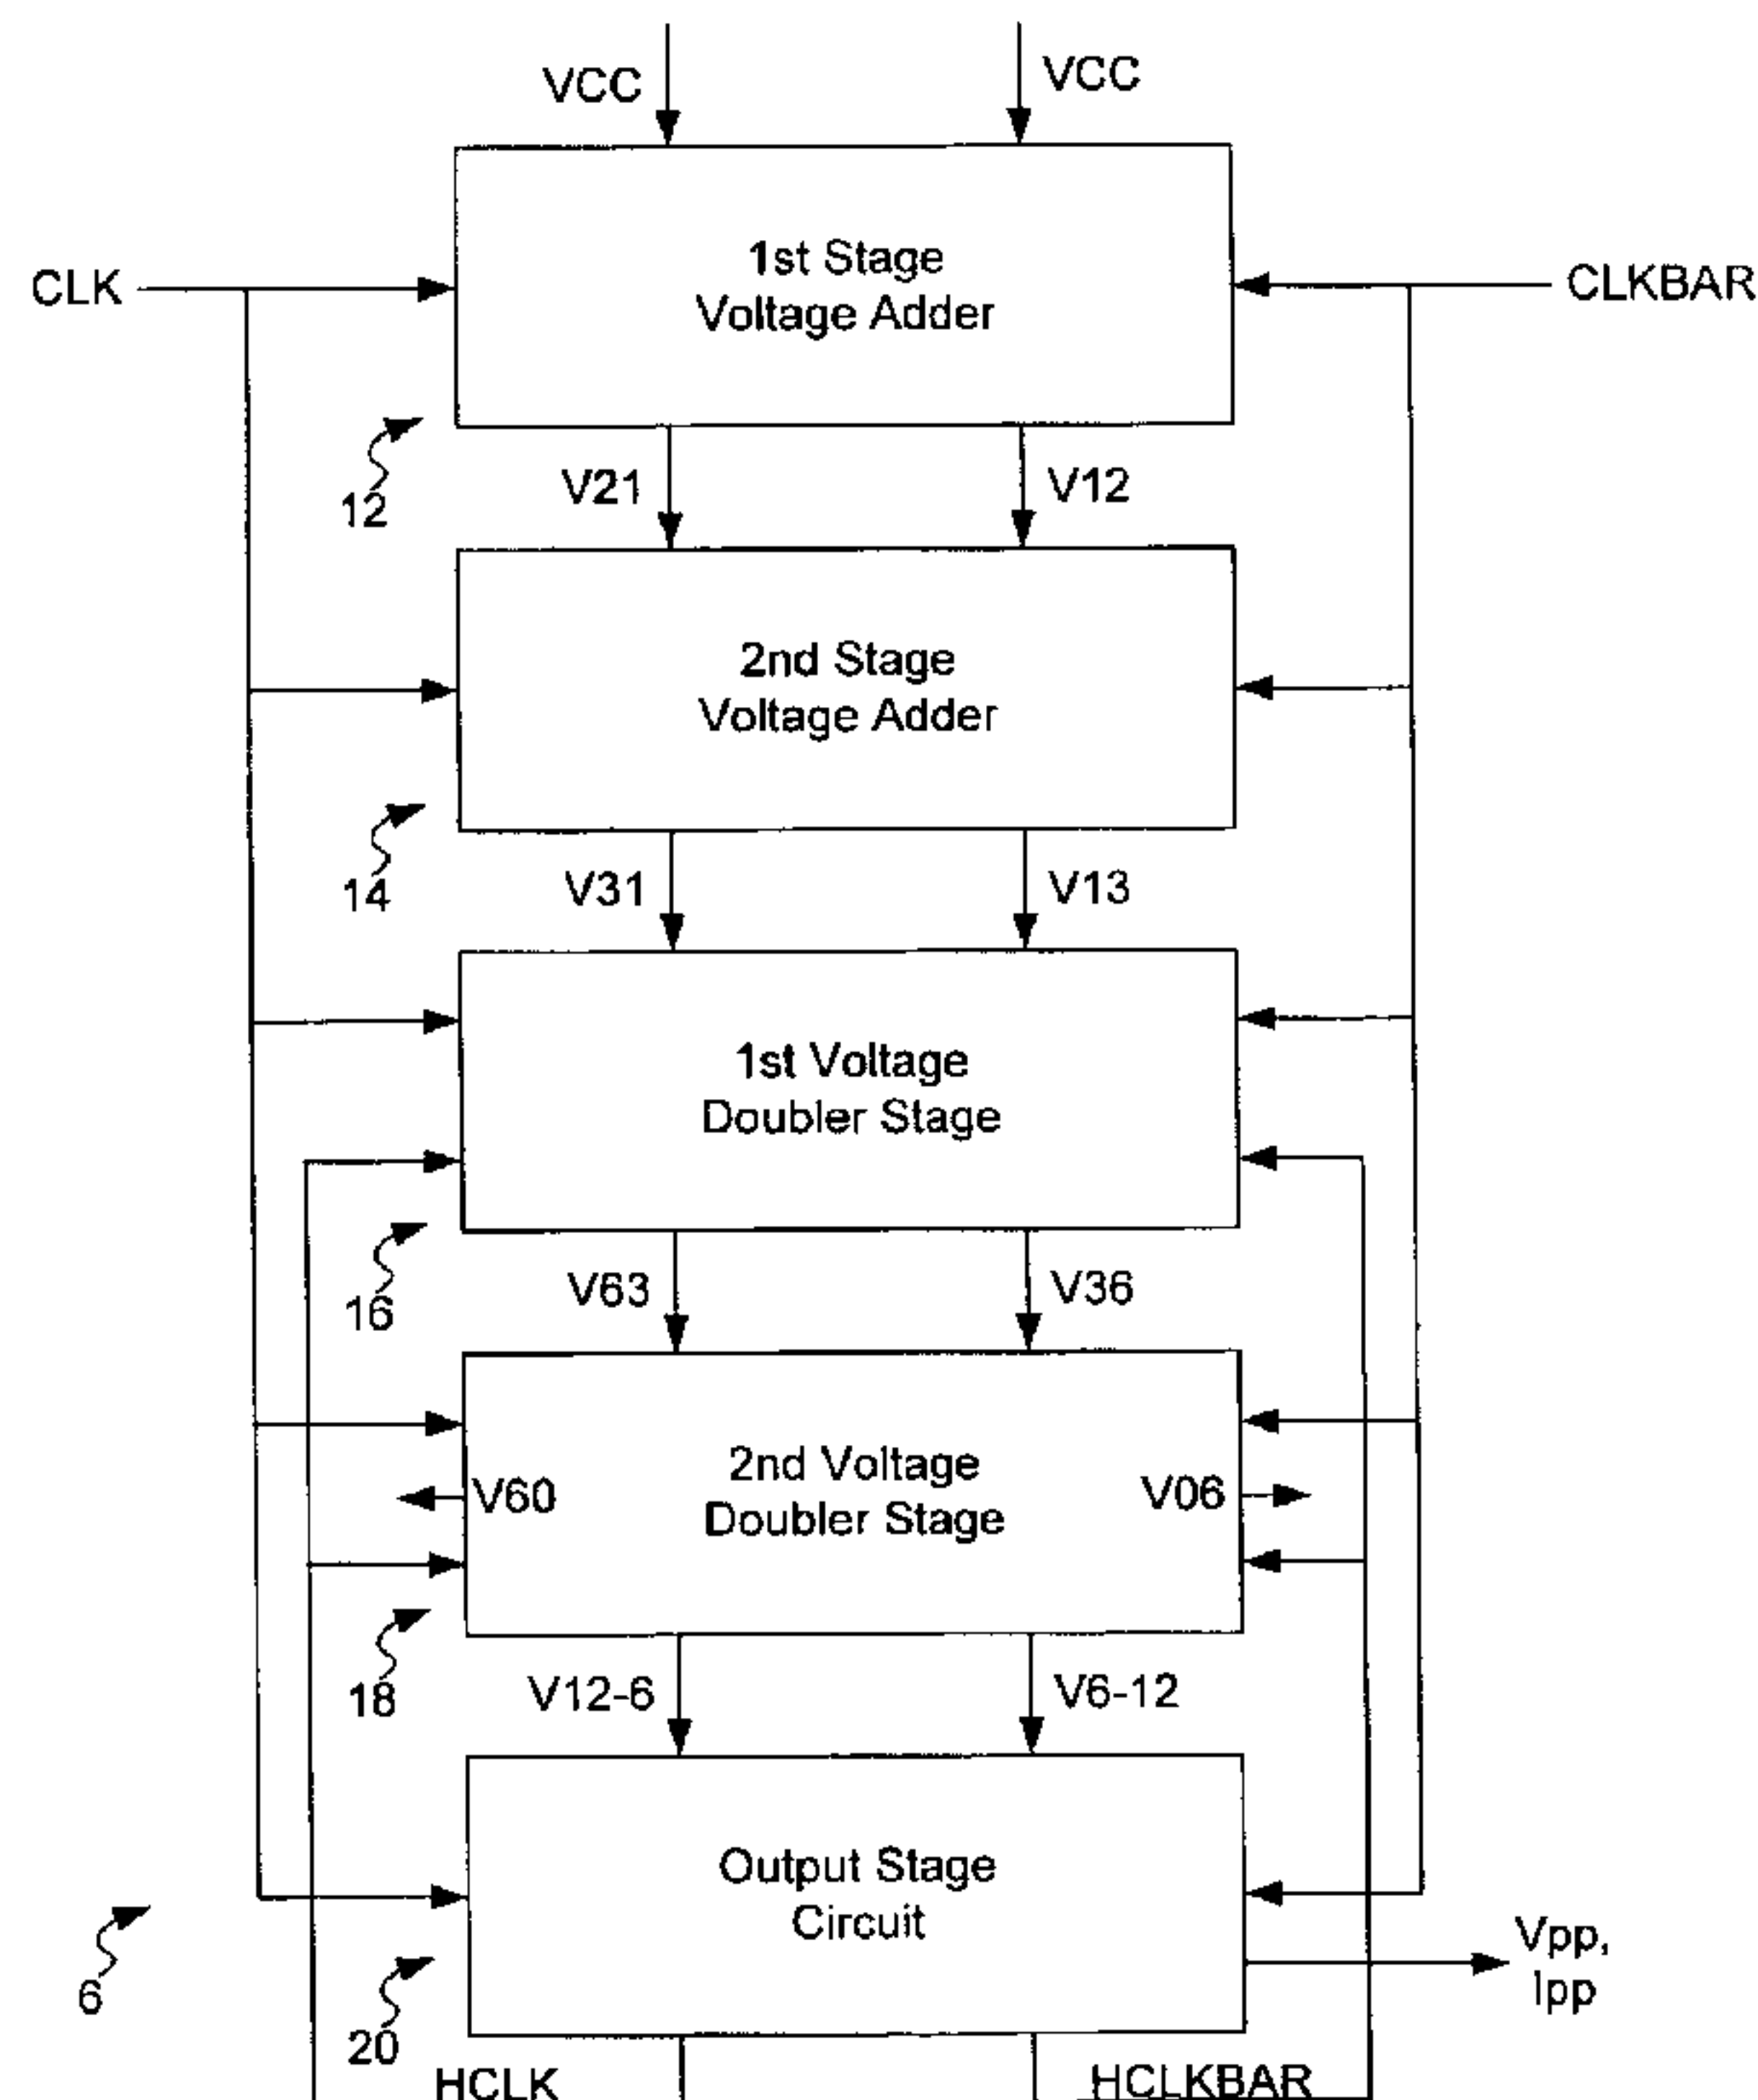 VCC
VCC
CLK
1st Stage
Voltage Adder
CLKBAR
12
V21
V12
2nd Stage
Voltage Adder
14
V31
V13
1st Voltage
Doubler Stage
16
V63
V36
2nd Voltage
Doubler Stage
V60
V06
18
V12-6
V6-12
Output Stage
Circuit
Vpp,
Ipp
6
20
HCLK
HCLKBAR